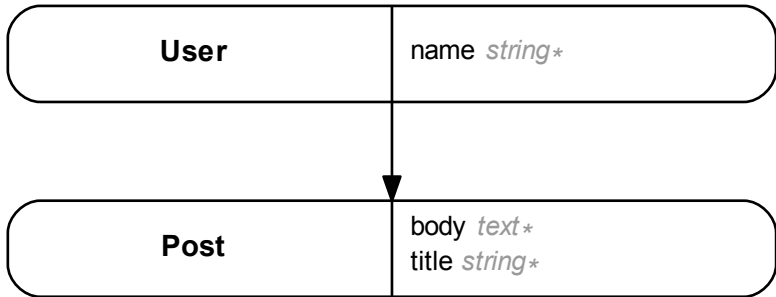 User
name string*
Post
body text*
title string*